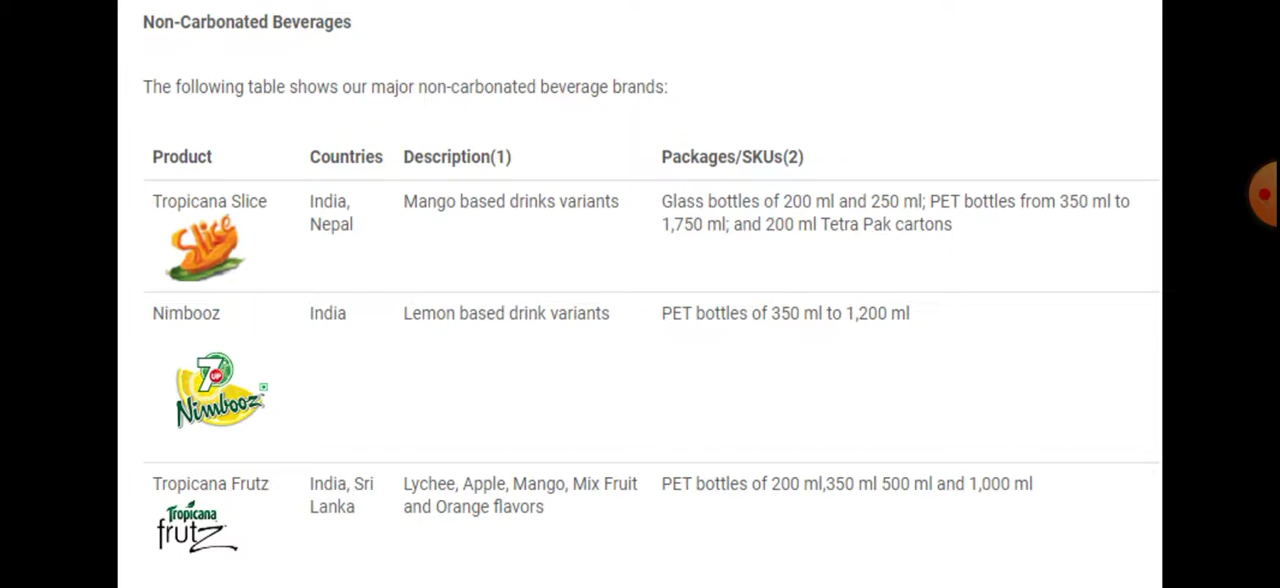 Non-Carbonated Beverages
The following table shows our major non-carbonated beverage brands:
Product Countries Description(1) Packages/SKUs(2)
Tropicana Slice India, Mango based drinks variants Glass bottles of 200 ml and 250 ml; PET bottles from 350 ml to
Nepal 1,750 ml; and 200 ml Tetra Pak cartons
Slice
Nimbooz India Lemon based drink variants PET bottles of 350 ml to 1,200 ml
7
UP
Nimbooz
Tropicana Frutz India, Sri Lychee, Apple, Mango, Mix Fruit PET bottles of 200 ml,350 ml 500 ml and 1,000 ml
Lanka and Orange flavors
Tropicana
frutz